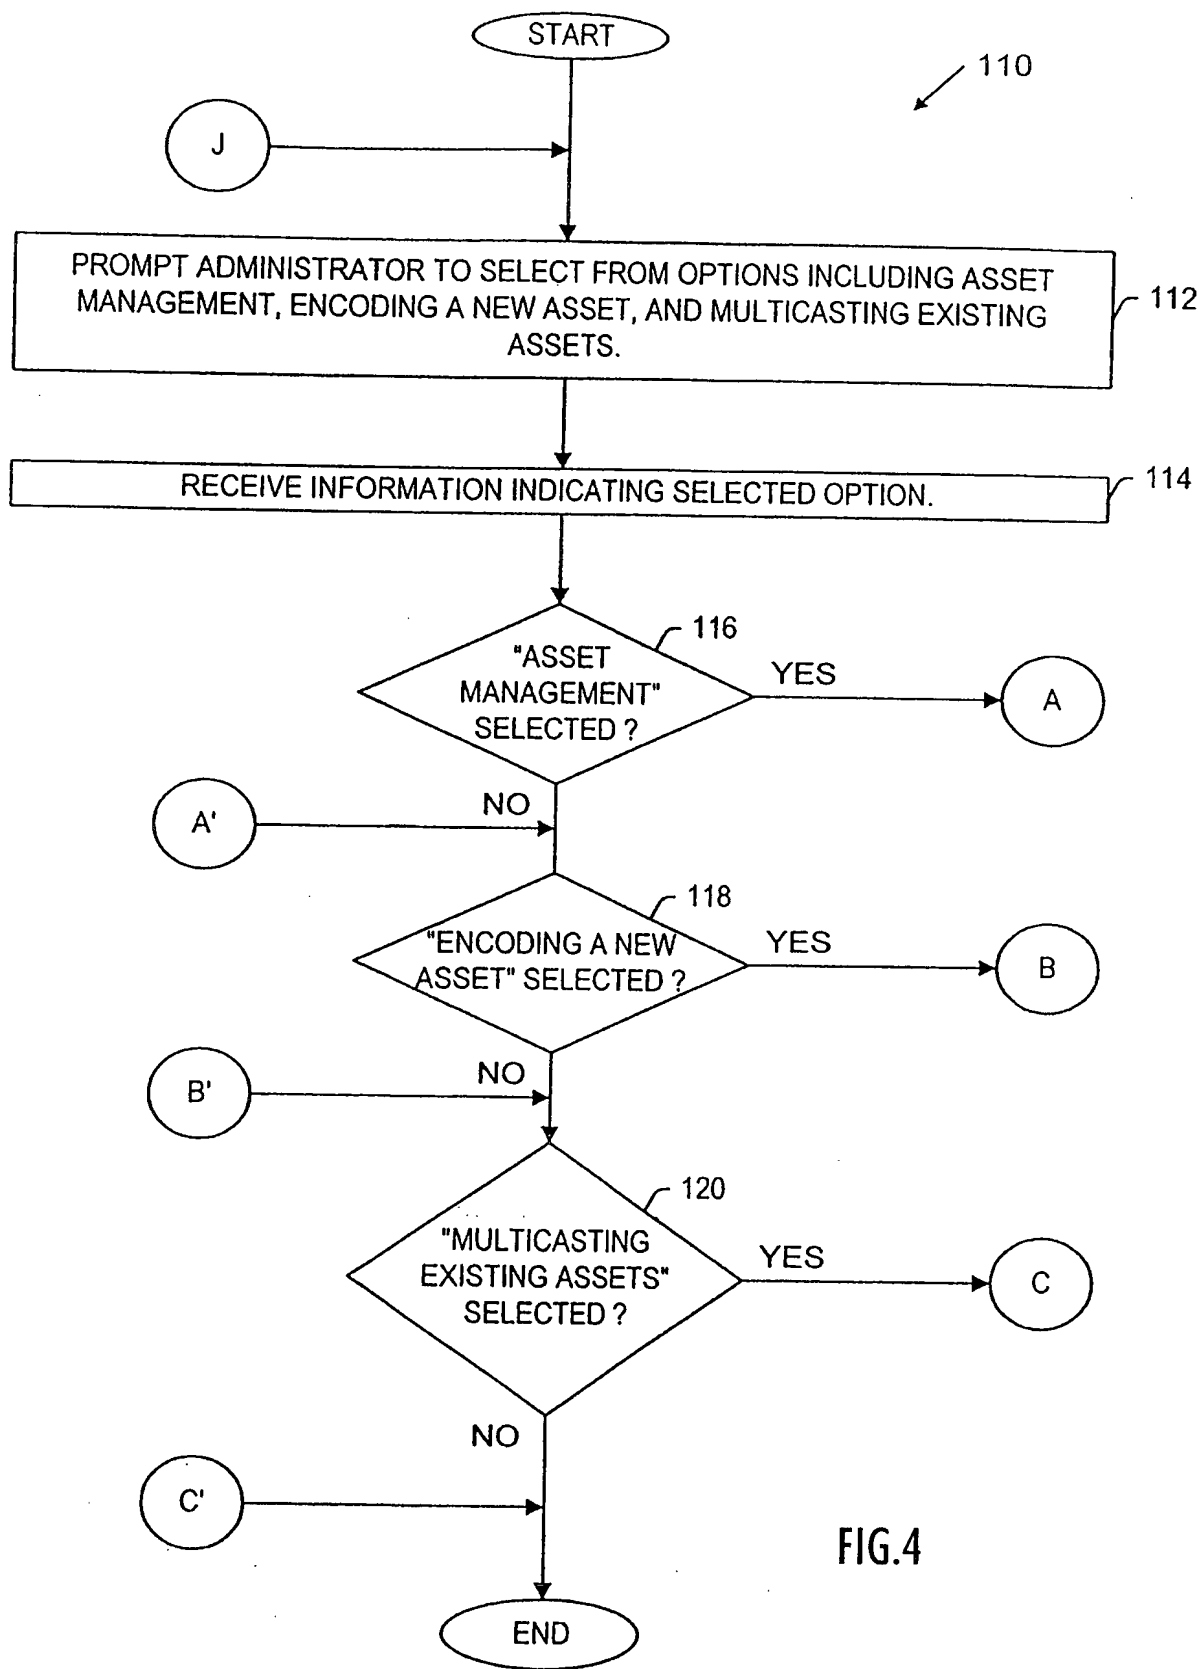 START
110
J
PROMPT ADMINISTRATOR TO SELECT FROM OPTIONS INCLUDING ASSET
MANAGEMENT, ENCODING A NEW ASSET, AND MULTICASTING EXISTING
ASSETS.
112
RECEIVE INFORMATION INDICATING SELECTED OPTION.
114
116
"ASSET
MANAGEMENT"
SELECTED ?
YES
A
NO
A'
118
"ENCODING A NEW
ASSET" SELECTED ?
YES
B
NO
B'
120
"MULTICASTING
EXISTING ASSETS"
SELECTED ?
YES
C
NO
C'
FIG.4
END